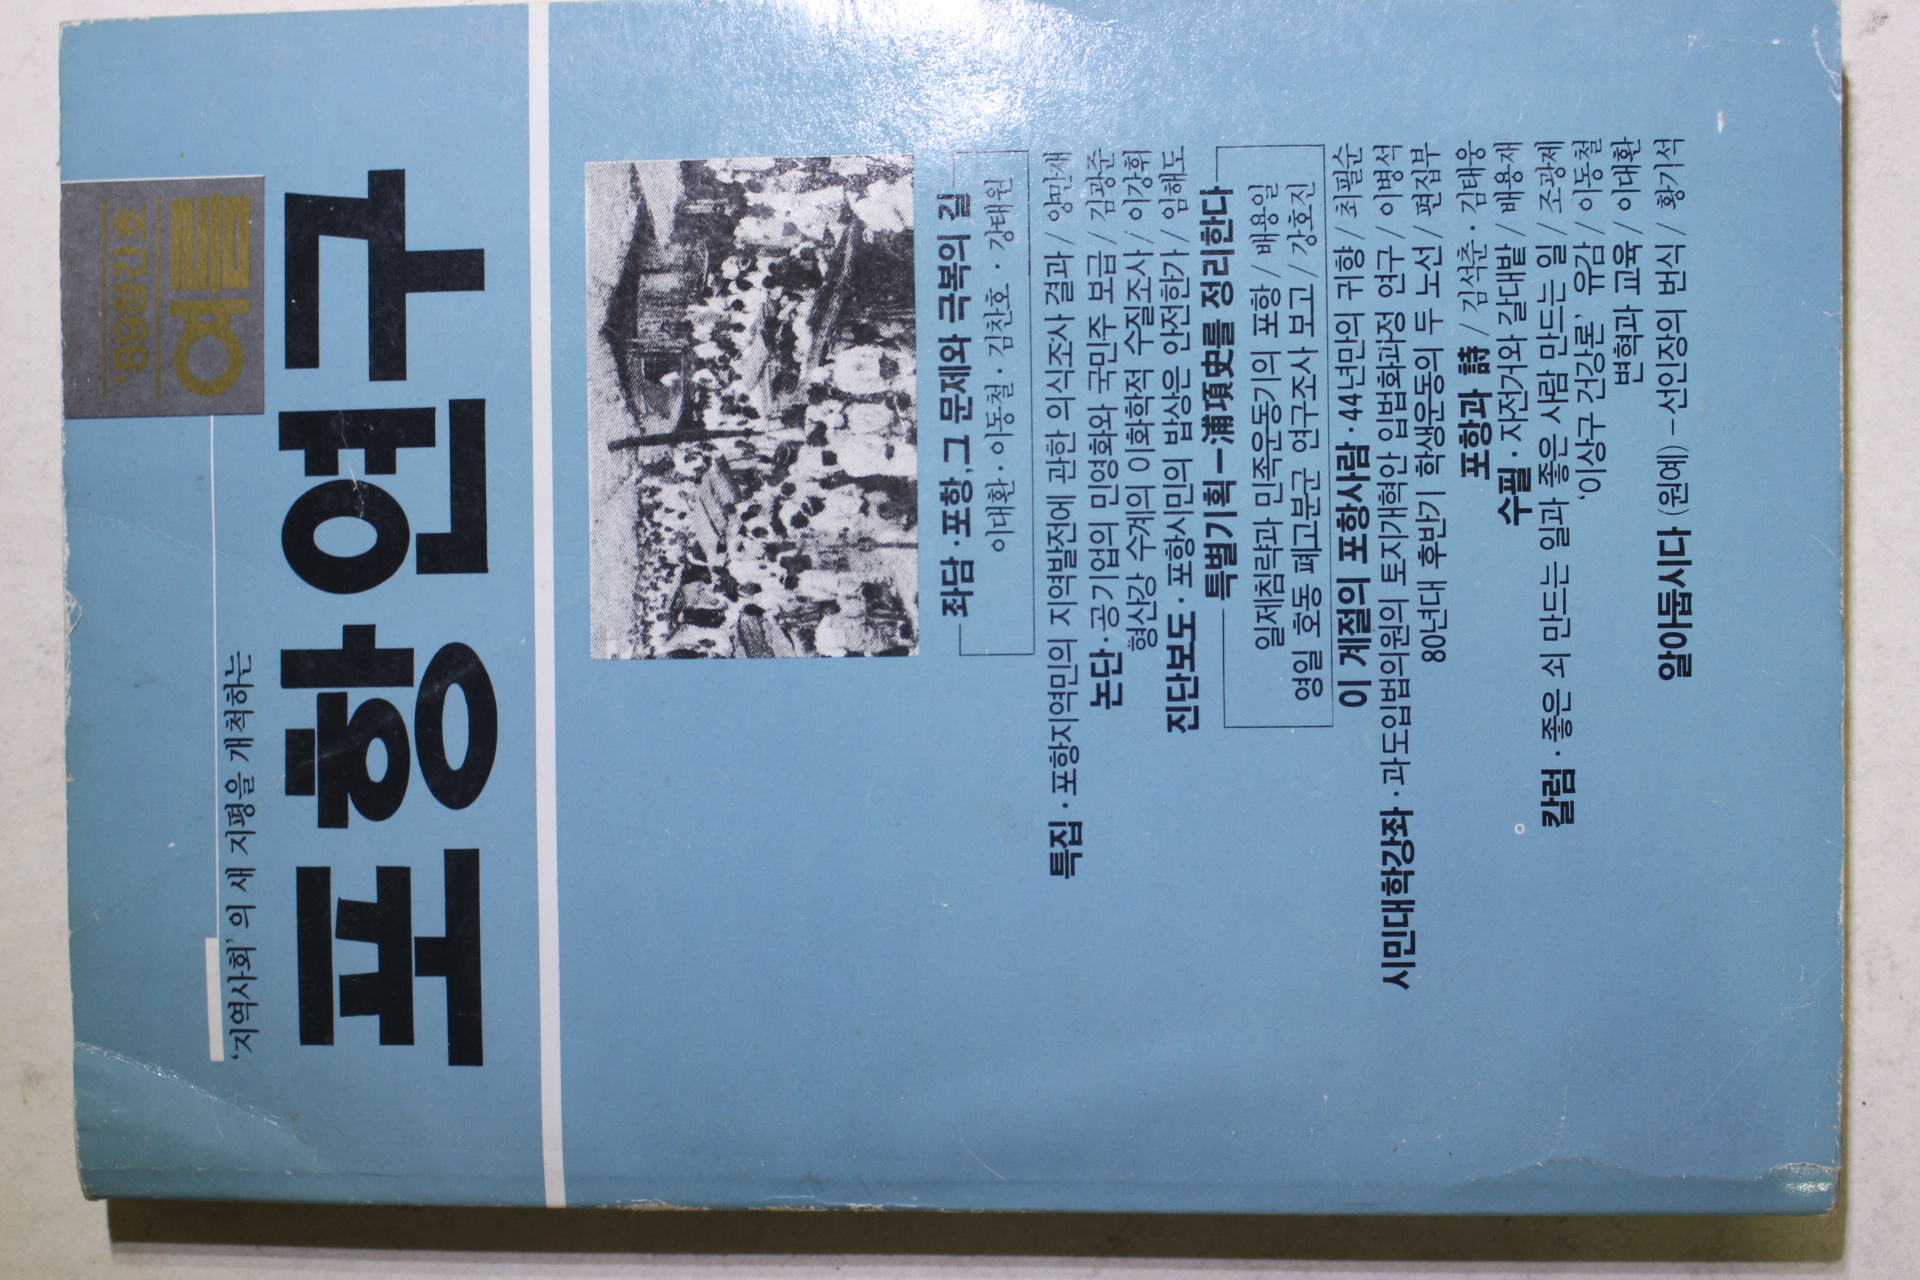 '89창간호
여름
‘지역사회’의 새 지평을 개척하는
포항연구
좌담·포항, 그 문제와 극복의 길
이대환·이동철·김찬호·강태원
특집·포항지역민의 지역발전에 관한 의식조사 결과 / 양만재
논단·공기업의 민영화와 국민주 보급 / 김광준
형산강 수계의 이화학적 수질조사 / 이강휘
진단보도·포항시민의 밥상은 안전한가 / 임해도
특별기획–浦項史를 정리한다
일제침략과 민족운동기의 포항 / 배용일
영일 호동 폐고분군 연구조사 보고 / 강호진
이 계절의 포항사람·44년만의 귀향 / 최필순
시민대학강좌·과도입법의원의 토지개혁안 입법화과정 연구 / 이병석
80년대 후반기 학생운동의 두 노선 / 편집부
포항과 詩 / 김석춘·김태웅
수필·자전거와 갈대밭 / 배용재
칼럼·좋은 쇠 만드는 일과 좋은 사람 만드는 일 / 조광제
‘이상구 건강론’ 유감 / 이동철
변혁과 교육 / 이대환
알아둡시다 (원예) –선인장의 번식 / 황기석